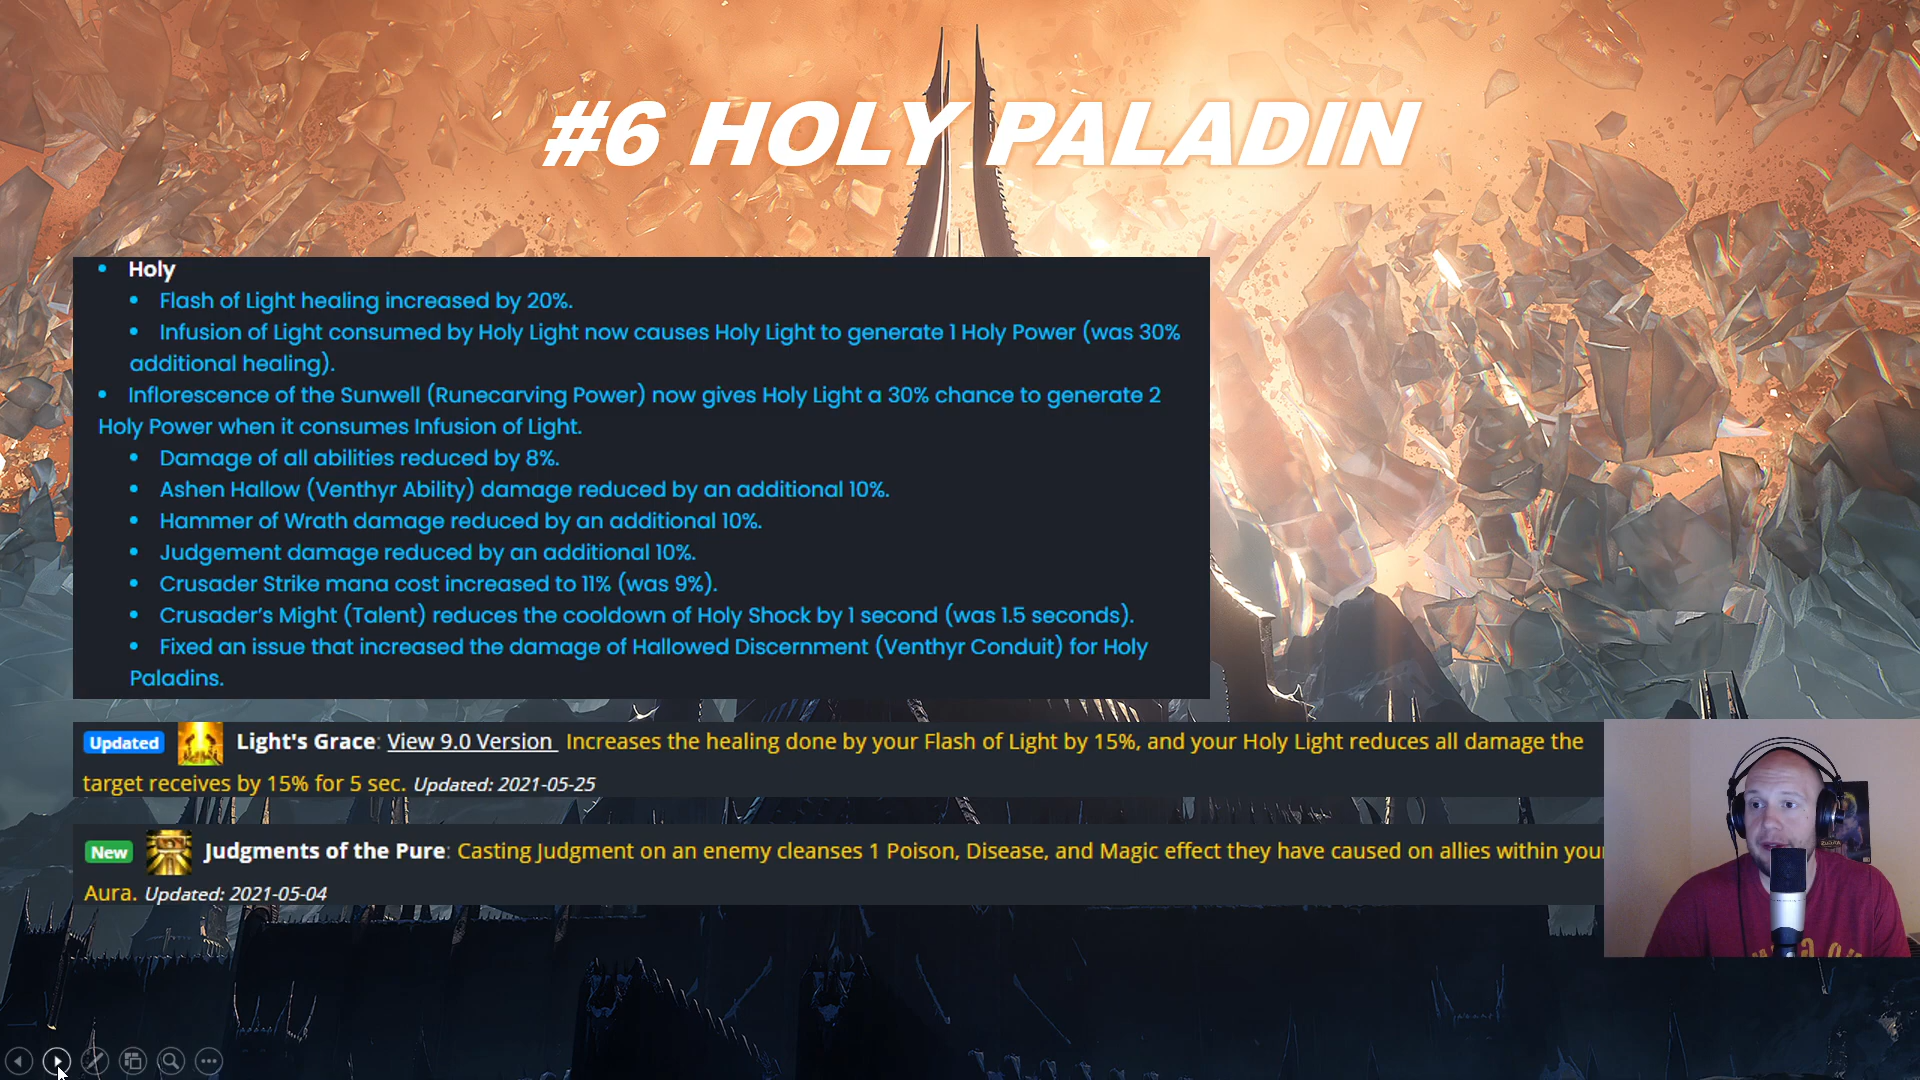 #6 HOLY PALADIN
• Holy
• Flash of Light healing increased by 20%.
• Infusion of Light consumed by Holy Light now causes Holy Light to generate 1 Holy Power (was 30%
additional healing).
• Inflorescence of the Sunwell (Runecarving Power) now gives Holy Light a 30% chance to generate 2
Holy Power when it consumes Infusion of Light.
• Damage of all abilities reduced by 8%.
• Ashen Hallow (Venthyr Ability) damage reduced by an additional 10%.
• Hammer of Wrath damage reduced by an additional 10%.
• Judgement damage reduced by an additional 10%.
• Crusader Strike mana cost increased to 11% (was 9%).
• Crusader's Might (Talent) reduces the cooldown of Holy Shock by 1 second (was 1.5 seconds).
• Fixed an issue that increased the damage of Hallowed Discernment (Venthyr Conduit) for Holy
Paladins.
Updated Light's Grace: View 9.0 Version Increases the healing done by your Flash of Light by 15%, and your Holy Light reduces all damage the
target receives by 15% for 5 sec. Updated: 2021-05-25
New Judgments of the Pure: Casting Judgment on an enemy cleanses 1 Poison, Disease, and Magic effect they have caused on allies within your
Aura. Updated: 2021-05-04